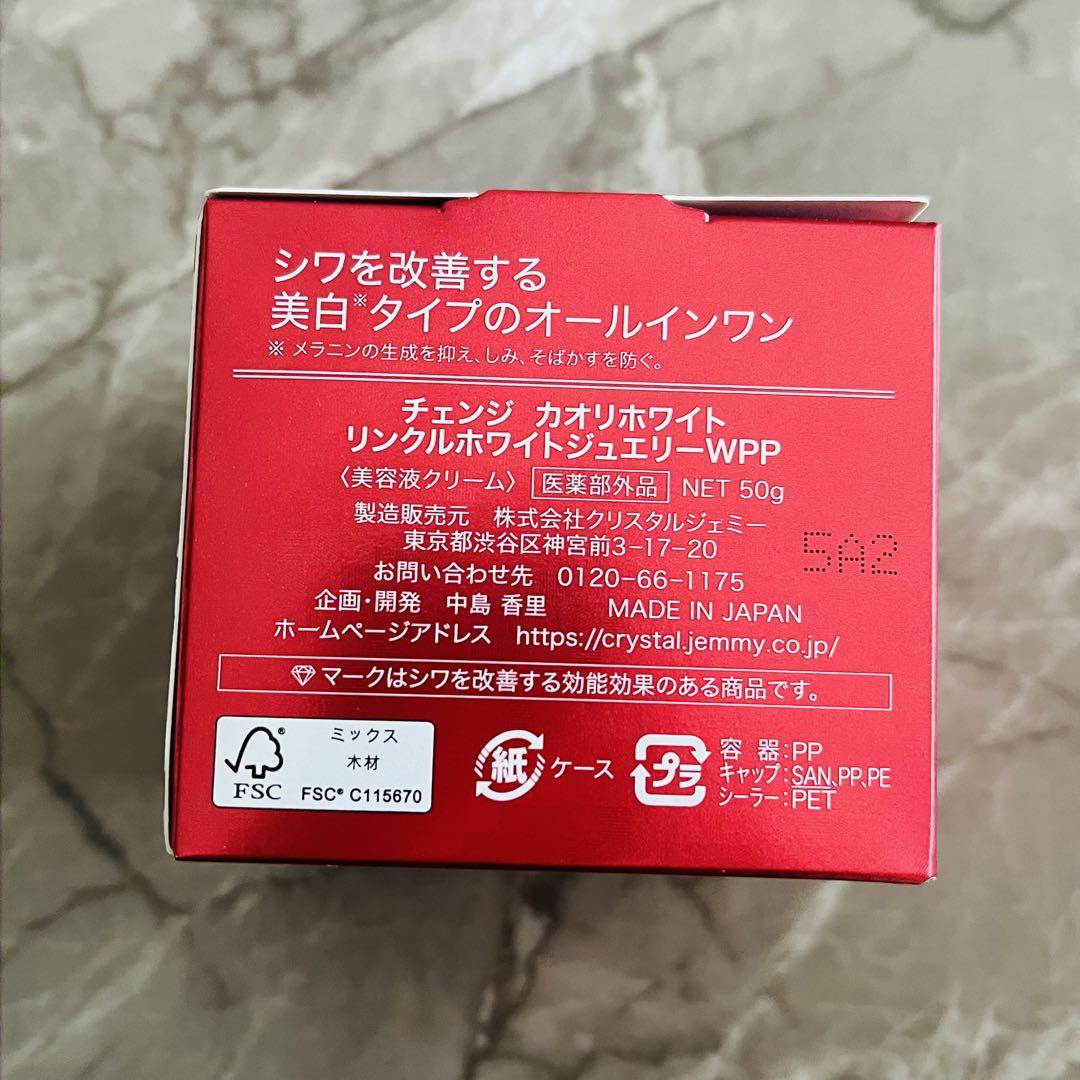 シワを改善する
美白※タイプのオールインワン
※ メラニンの生成を抑え、しみ、そばかすを防ぐ。
チェンジ カオリホワイト
リンクルホワイトジュエリーWPP
〈美容液クリーム〉 医薬部外品 NET 50g
製造販売元 株式会社クリスタルジェミー
東京都渋谷区神宮前3-17-20
5A2
お問い合わせ先 0120-66-1175
企画・開発 中島 香里 MADE IN JAPAN
ホームページアドレス https://crystal.jemmy.co.jp/
マークはシワを改善する効能効果のある商品です。
FSC
ミックス
木材
FSC® C115670
紙 ケース
プラ
容 器:PP
キャップ:SAN、PP、PE
シーラー:PET